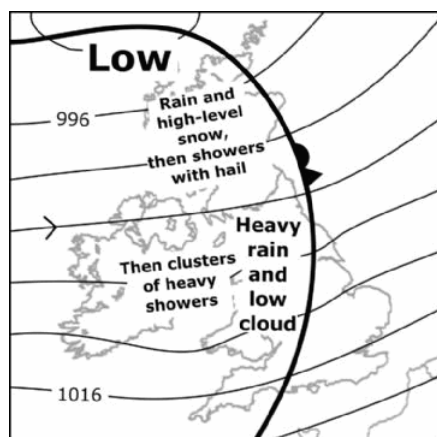 Low
Rain and
high-level
snow,
then showers
with hail
996
Heavy
rain
and
low
cloud
Then clusters
of heavy
showers
1016